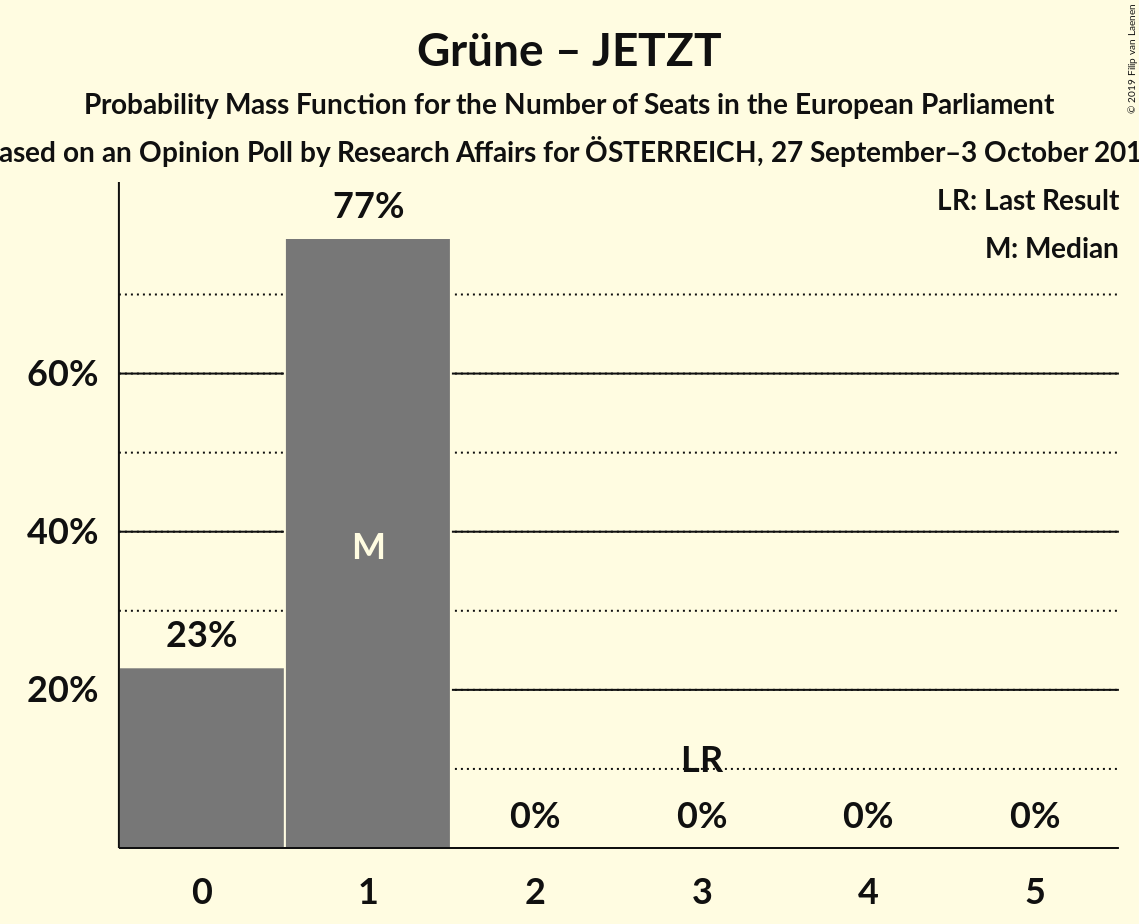 Grüne – JETZT
Probability Mass Function for the Number of Seats in the European Parliament
ased on an Opinion Poll by Research Affairs for ÖSTERREICH, 27 September–3 October 201
© 2019 Filip van Laenen
LR: Last Result
M: Median
77%
60%
40%
M
23%
20%
LR
0% 0% 0% 0%
0 1 2 3 4 5